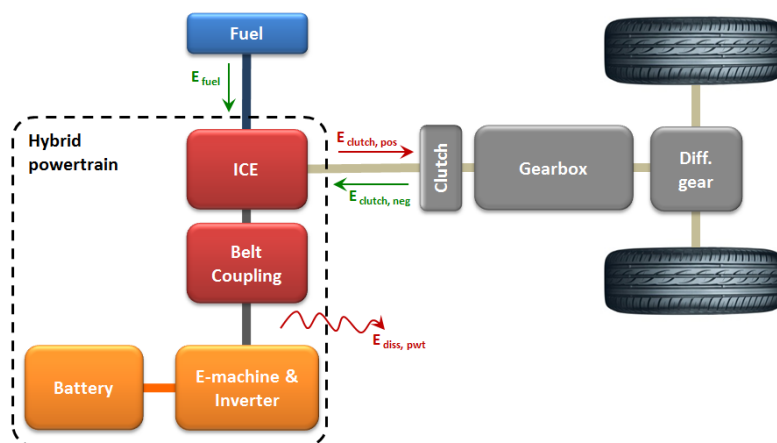 Fuel
E fuel
Hybrid
powertrain
ICE
E clutch, pos
E clutch, neg
Clutch
Gearbox
Diff.
gear
Belt
Coupling
E diss, pwt
Battery
E-machine &
Inverter